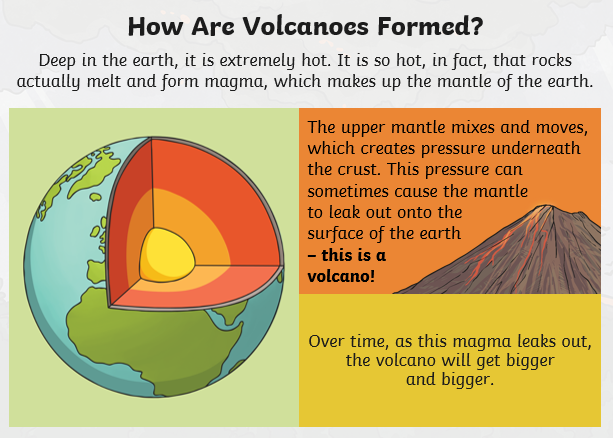 How Are Volcanoes Formed?
Deep in the earth, it is extremely hot. It is so hot, in fact, that rocks
actually melt and form magma, which makes up the mantle of the earth.
The upper mantle mixes and moves,
which creates pressure underneath
the crust. This pressure can
sometimes cause the mantle
to leak out onto the
surface of the earth
– this is a
volcano!
Over time, as this magma leaks out,
the volcano will get bigger
and bigger.